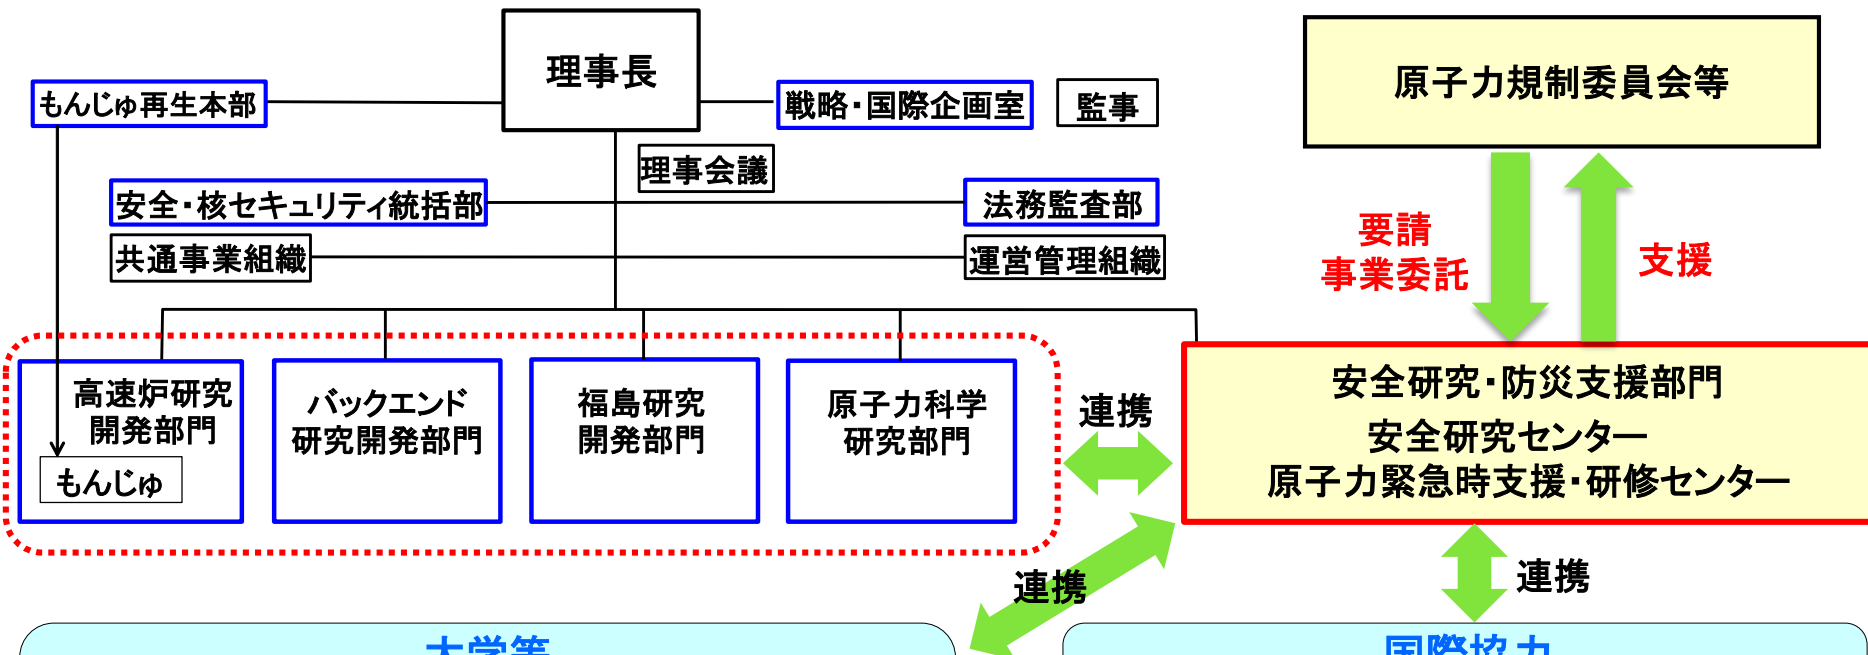 理事長
もんじゅ再生本部
戦略・国際企画室
監事
理事会議
安全・核セキュリティ統括部
法務監査部
共通事業組織
運営管理組織
原子力規制委員会等
要請
事業委託
支援
高速炉研究
開発部門
もんじゅ
バックエンド
研究開発部門
福島研究
開発部門
原子力科学
研究部門
連携
安全研究・防災支援部門
安全研究センター
原子力緊急時支援・研修センター
連携
連携
大学等
国際協力